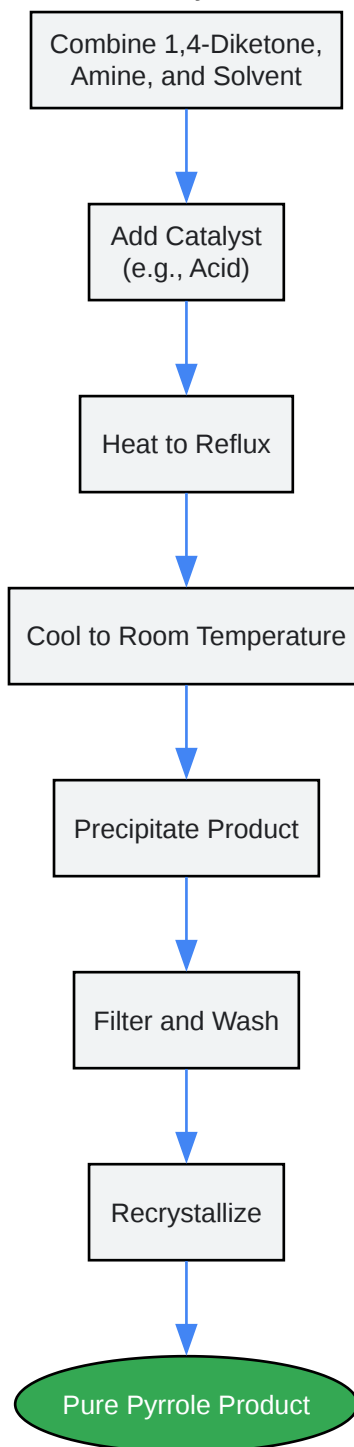 Combine 1,4-Diketone,
Amine, and Solvent
Add Catalyst
(e.g., Acid)
Heat to Reflux
Cool to Room Temperature
Precipitate Product
Filter and Wash
Recrystallize
Pure Pyrrole Product